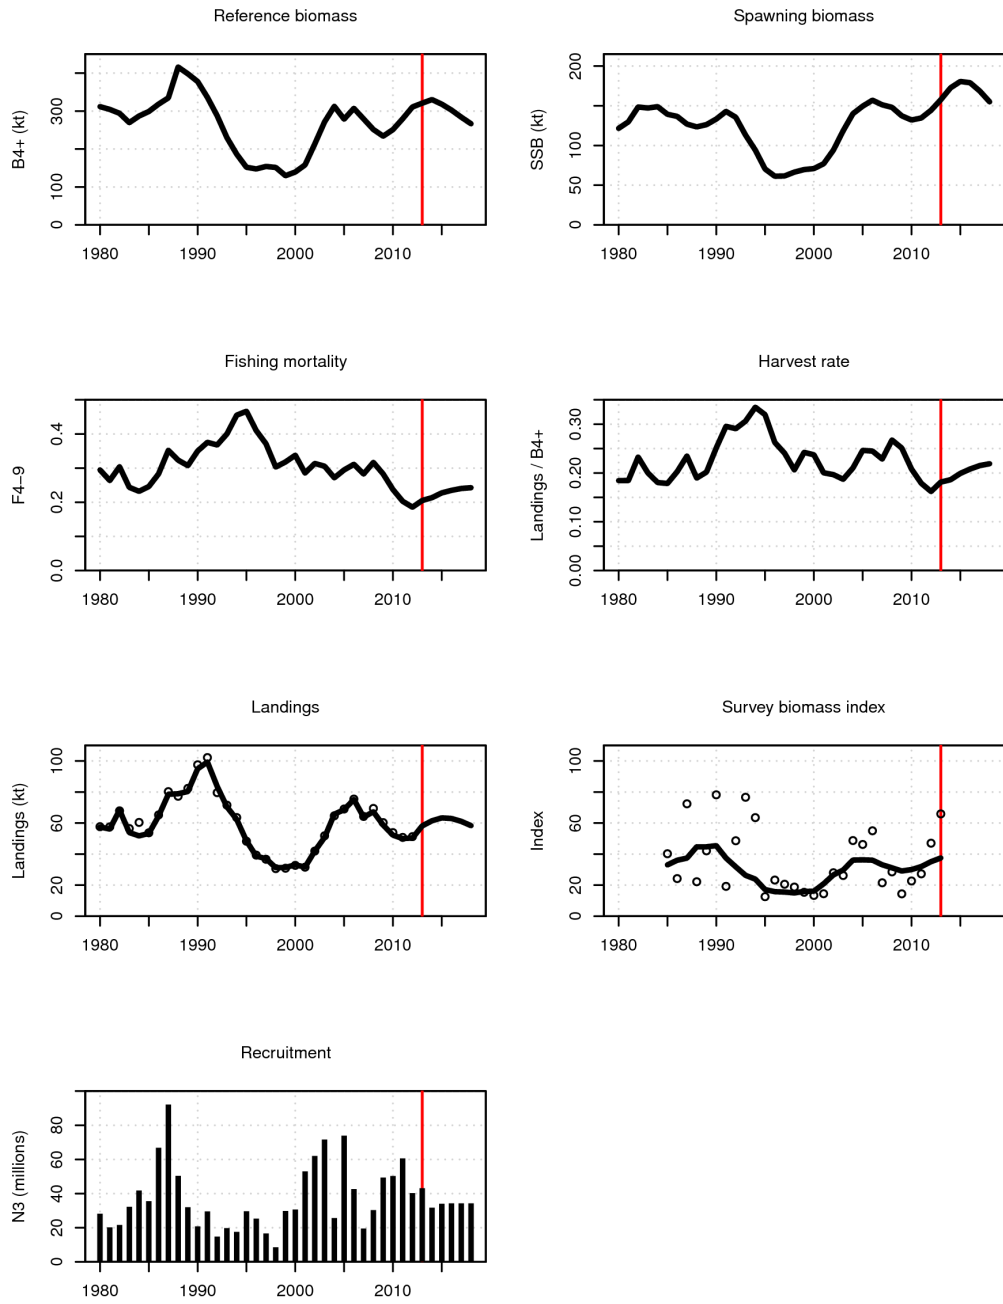 Reference biomass
B4+ (kt)
0 100 300
1980 1990 2000 2010
Spawning biomass
SSB (kt)
0 50 100 200
1980 1990 2000 2010
Fishing mortality
F4–9
0.0 0.2 0.4
1980 1990 2000 2010
Harvest rate
Landings / B4+
0.00 0.10 0.20 0.30
1980 1990 2000 2010
Landings
Landings (kt)
0 20 60 100
1980 1990 2000 2010
Survey biomass index
Index
0 20 60 100
1980 1990 2000 2010
Recruitment
N3 (millions)
0 20 40 60 80
1980 1990 2000 2010